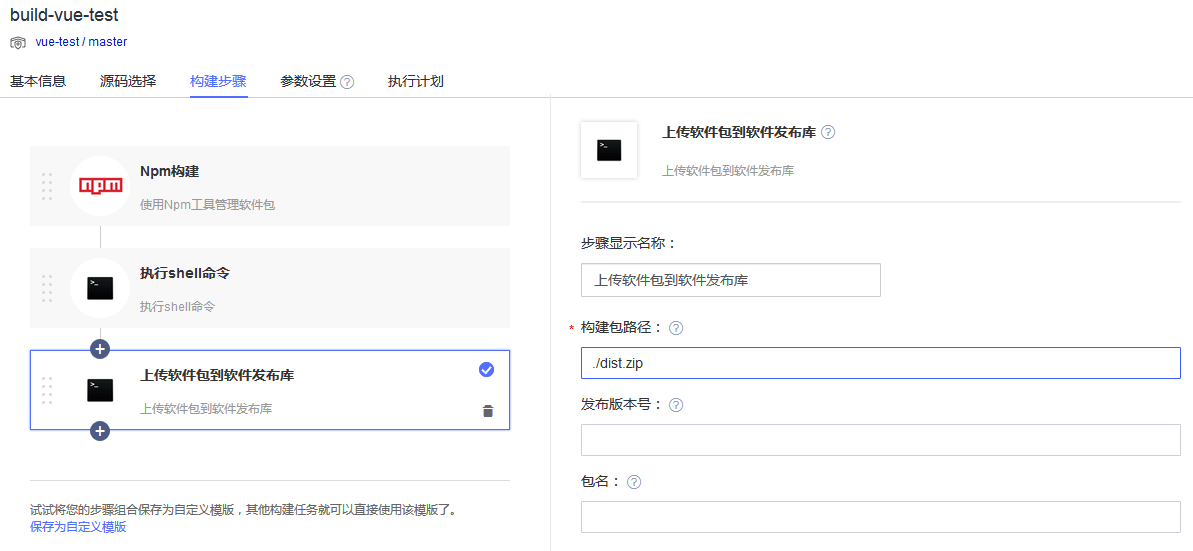 build-vue-test
vue-test / master
基本信息
源码选择
构建步骤
参数设置 ?
执行计划
npm
Npm构建
使用Npm工具管理软件包
>_
执行shell命令
执行shell命令
>_
上传软件包到软件发布库
上传软件包到软件发布库
试试将您的步骤组合保存为自定义模版，其他构建任务就可以直接使用该模版了。
保存为自定义模版
>_
上传软件包到软件发布库 ?
上传软件包到软件发布库
步骤显示名称：
上传软件包到软件发布库
* 构建包路径： ?
./dist.zip
发布版本号： ?
包名： ?